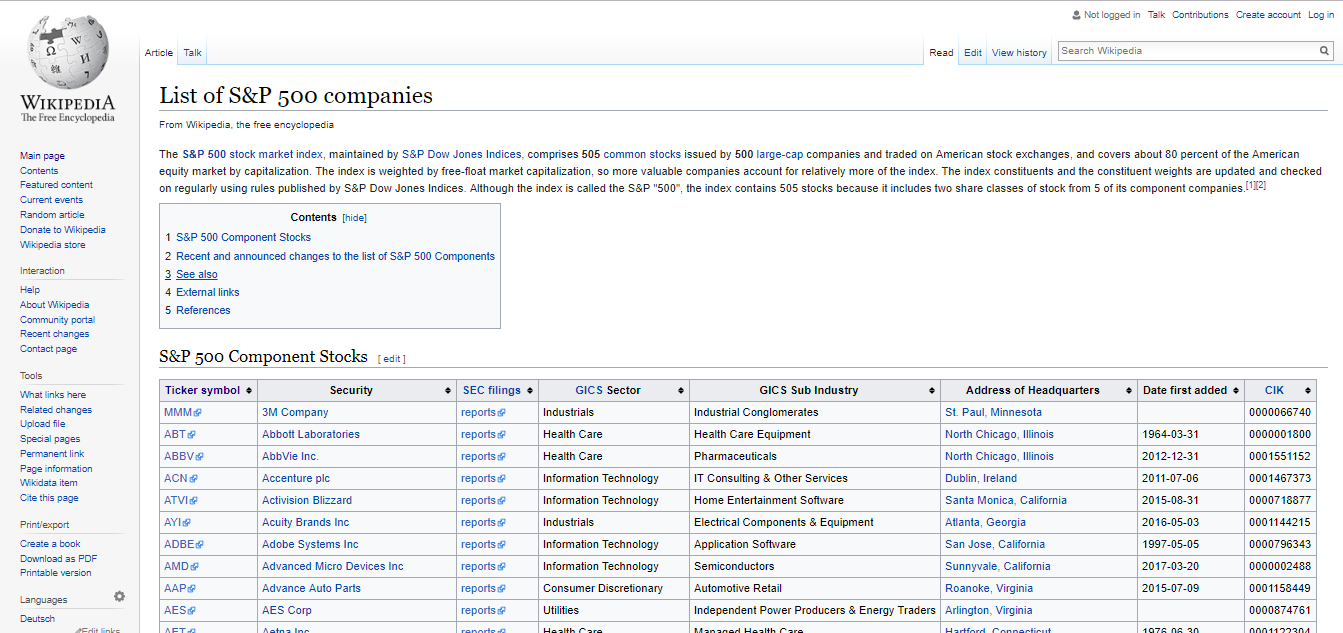 Not logged in Talk Contributions Create account Log in
Article Talk Read Edit View history Search Wikipedia
WIKIPEDIA
The Free Encyclopedia
Main page
Contents
Featured content
Current events
Random article
Donate to Wikipedia
Wikipedia store
Interaction
Help
About Wikipedia
Community portal
Recent changes
Contact page
Tools
What links here
Related changes
Upload file
Special pages
Permanent link
Page information
Wikidata item
Cite this page
Print/export
Create a book
Download as PDF
Printable version
Languages
Deutsch
Edit links
List of S&P 500 companies
From Wikipedia, the free encyclopedia
The S&P 500 stock market index, maintained by S&P Dow Jones Indices, comprises 505 common stocks issued by 500 large-cap companies and traded on American stock exchanges, and covers about 80 percent of the American
equity market by capitalization. The index is weighted by free-float market capitalization, so more valuable companies account for relatively more of the index. The index constituents and the constituent weights are updated and checked
on regularly using rules published by S&P Dow Jones Indices. Although the index is called the S&P "500", the index contains 505 stocks because it includes two share classes of stock from 5 of its component companies.[1][2]
Contents [hide]
1 S&P 500 Component Stocks
2 Recent and announced changes to the list of S&P 500 Components
3 See also
4 External links
5 References
S&P 500 Component Stocks [ edit ]
Ticker symbol Security SEC filings GICS Sector GICS Sub Industry Address of Headquarters Date first added CIK
MMM 3M Company reports Industrials Industrial Conglomerates St. Paul, Minnesota 0000066740
ABT Abbott Laboratories reports Health Care Health Care Equipment North Chicago, Illinois 1964-03-31 0000001800
ABBV AbbVie Inc. reports Health Care Pharmaceuticals North Chicago, Illinois 2012-12-31 0001551152
ACN Accenture plc reports Information Technology IT Consulting & Other Services Dublin, Ireland 2011-07-06 0001467373
ATVI Activision Blizzard reports Information Technology Home Entertainment Software Santa Monica, California 2015-08-31 0000718877
AYI Acuity Brands Inc reports Industrials Electrical Components & Equipment Atlanta, Georgia 2016-05-03 0001144215
ADBE Adobe Systems Inc reports Information Technology Application Software San Jose, California 1997-05-05 0000796343
AMD Advanced Micro Devices Inc reports Information Technology Semiconductors Sunnyvale, California 2017-03-20 0000002488
AAP Advance Auto Parts reports Consumer Discretionary Automotive Retail Roanoke, Virginia 2015-07-09 0001158449
AES AES Corp reports Utilities Independent Power Producers & Energy Traders Arlington, Virginia 0000874761
AET Aetna Inc reports Health Care Managed Health Care Hartford, Connecticut 1976-06-30 0001122304